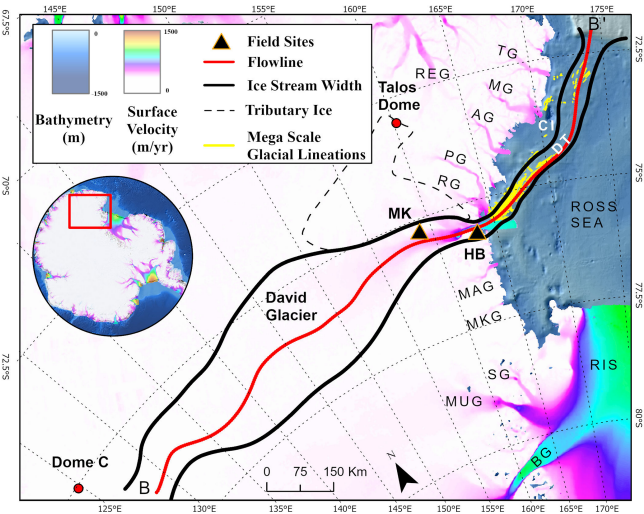 145°E
150°E
155°E
160°E
165°E
170°E
175°E
67.5°S
72.5°S
0
1500
1500
0
Bathymetry
(m)
Surface
Velocity
(m/yr)
Field Sites
Flowline
Ice Stream Width
Tributary Ice
Mega Scale
Glacial Lineations
B'
TG
REG
MG
Talos
Dome
AG
CI
DT
PG
RG
70°S
75°S
MK
HB
ROSS
SEA
David
Glacier
MAG
MKG
77.5°S
72.5°S
RIS
SG
MUG
80°S
BG
Dome C
B
N
0 75 150 Km
125°E
130°E
135°E
140°E
145°E
150°E
155°E
160°E
165°E
170°E